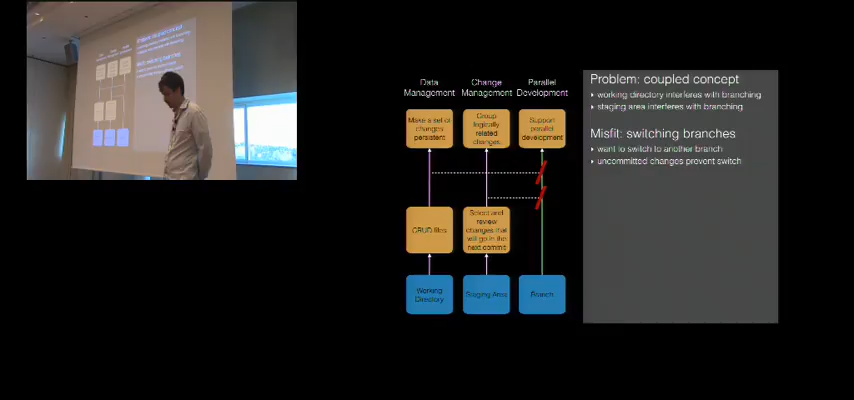 Data
Management
Change
Management
Parallel
Development
Make a set of
changes
persistent
Group
logically
related
changes.
Support
parallel
development
CRUD files
Select and
review
changes that
will go in the
next commit
Working
Directory
Staging Area
Branch
Problem: coupled concept
‣ working directory interferes with branching
‣ staging area interferes with branching
Misfit: switching branches
‣ want to switch to another branch
‣ uncommitted changes prevent switch